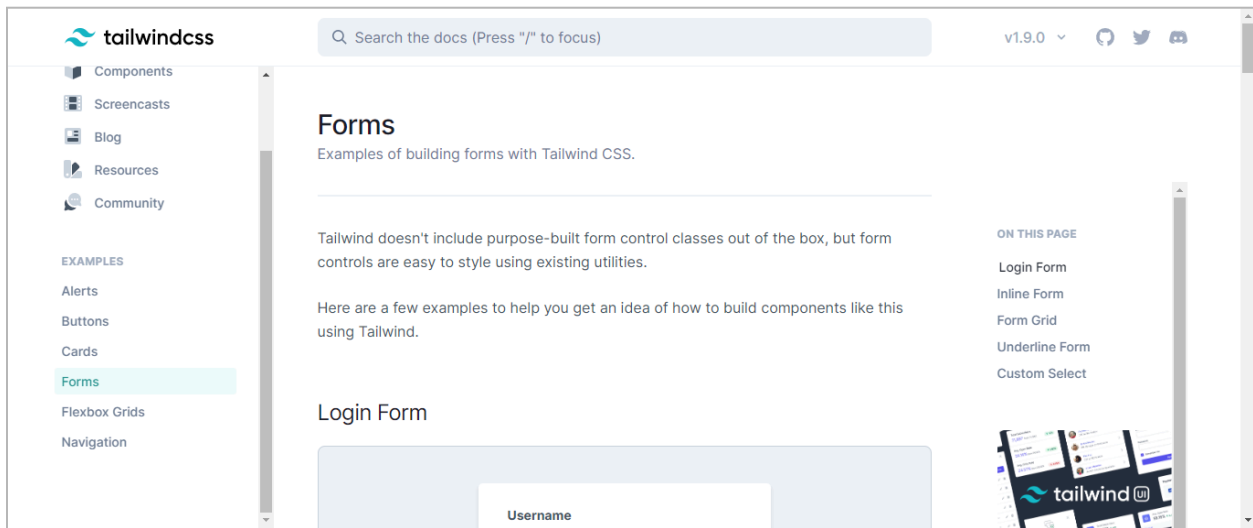 tailwindcss
Search the docs (Press "/" to focus)
v1.9.0
Components
Screencasts
Blog
Resources
Community
EXAMPLES
Alerts
Buttons
Cards
Forms
Flexbox Grids
Navigation
Forms
Examples of building forms with Tailwind CSS.
Tailwind doesn't include purpose-built form control classes out of the box, but form
controls are easy to style using existing utilities.
Here are a few examples to help you get an idea of how to build components like this
using Tailwind.
Login Form
Username
ON THIS PAGE
Login Form
Inline Form
Form Grid
Underline Form
Custom Select
tailwind UI